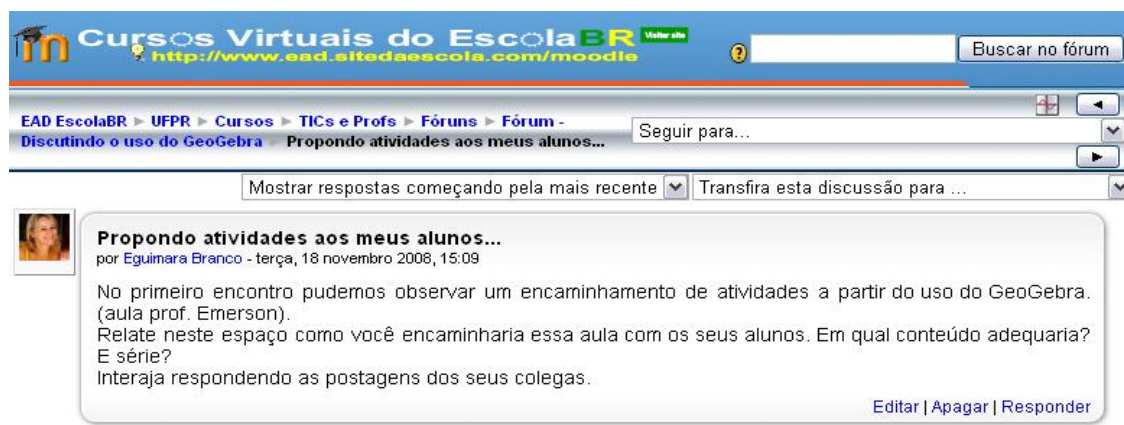 Cursos Virtuais do EscolaBR Visitar site
http://www.ead.sitedaescola.com/moodle
Buscar no fórum
EAD EscolaBR ► UFPR ► Cursos ► TICs e Profs ► Fóruns ► Fórum -
Discutindo o uso do GeoGebra ► Propondo atividades aos meus alunos...
Seguir para...
Mostrar respostas começando pela mais recente
Transfira esta discussão para ...
Propondo atividades aos meus alunos...
por Eguimara Branco - terça, 18 novembro 2008, 15:09
No primeiro encontro pudemos observar um encaminhamento de atividades a partir do uso do GeoGebra.
(aula prof. Emerson).
Relate neste espaço como você encaminharia essa aula com os seus alunos. Em qual conteúdo adequaria?
E série?
Interaja respondendo as postagens dos seus colegas.
Editar | Apagar | Responder